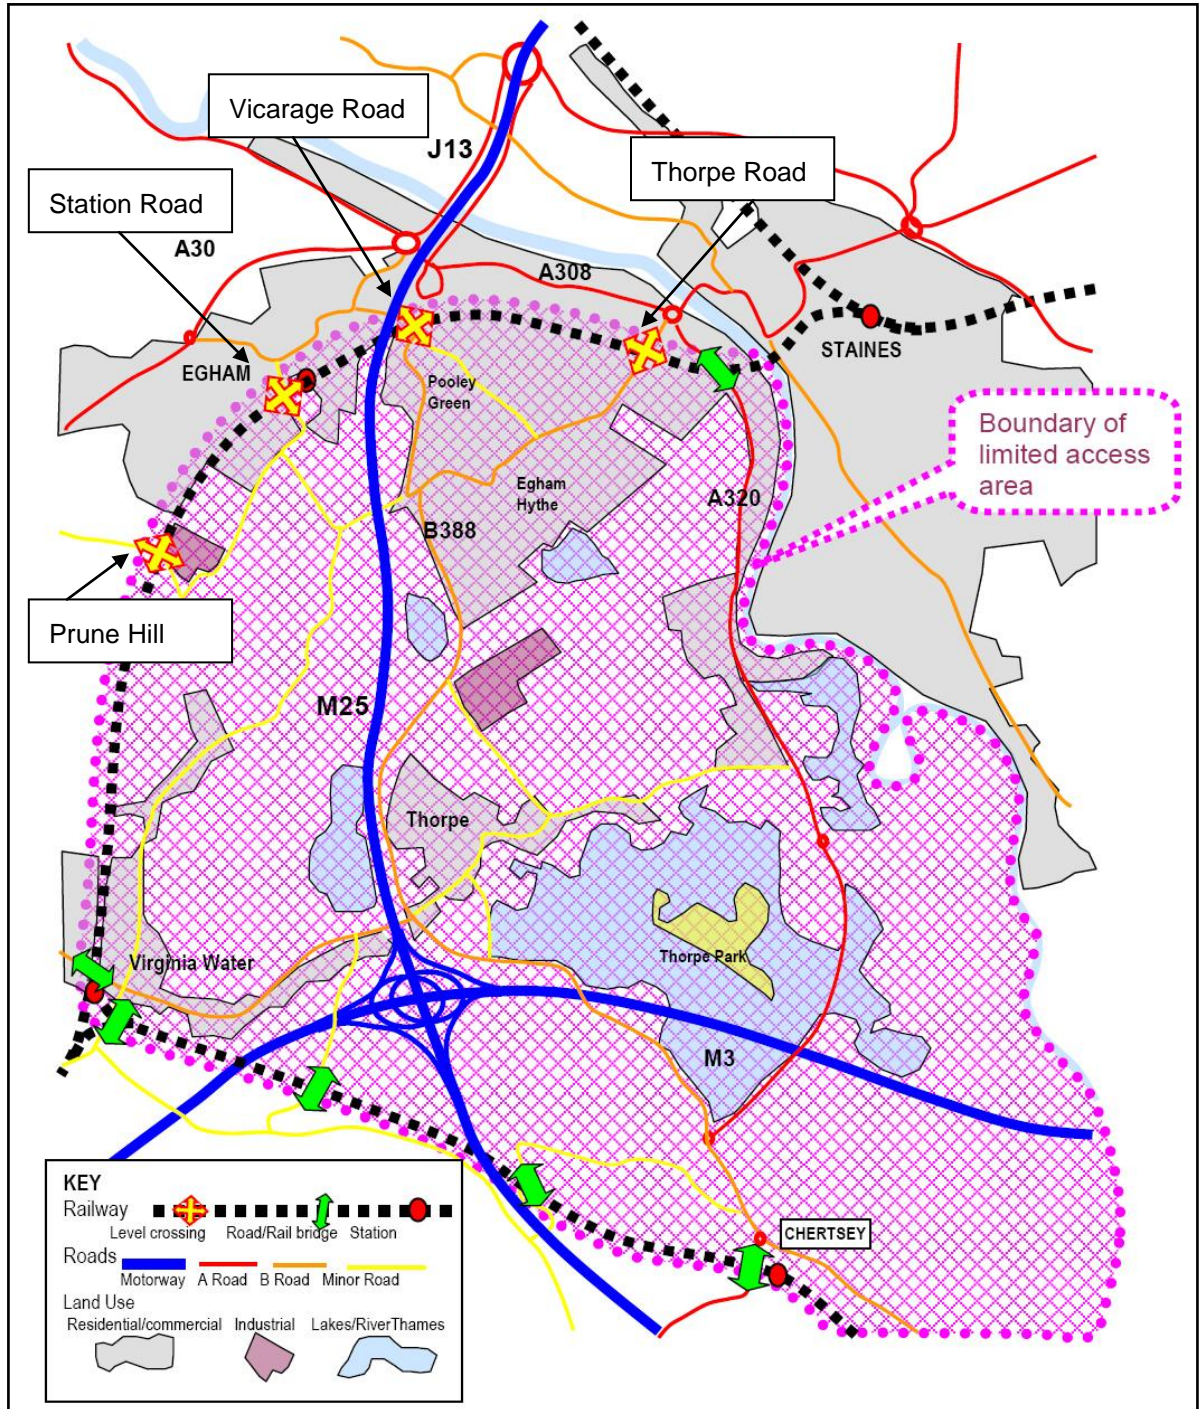 Vicarage Road
J13
Thorpe Road
Station Road
A30
A308
STAINES
EGHAM
Pooley
Green
Boundary of
limited access
area
Egham
Hythe
A320
B388
Prune Hill
M25
Thorpe
Thorpe Park
Virginia Water
M3
CHERTSEY
KEY
Railway
Level crossing Road/Rail bridge Station
Roads
Motorway A Road B Road Minor Road
Land Use
Residential/commercial Industrial Lakes/RiverThames